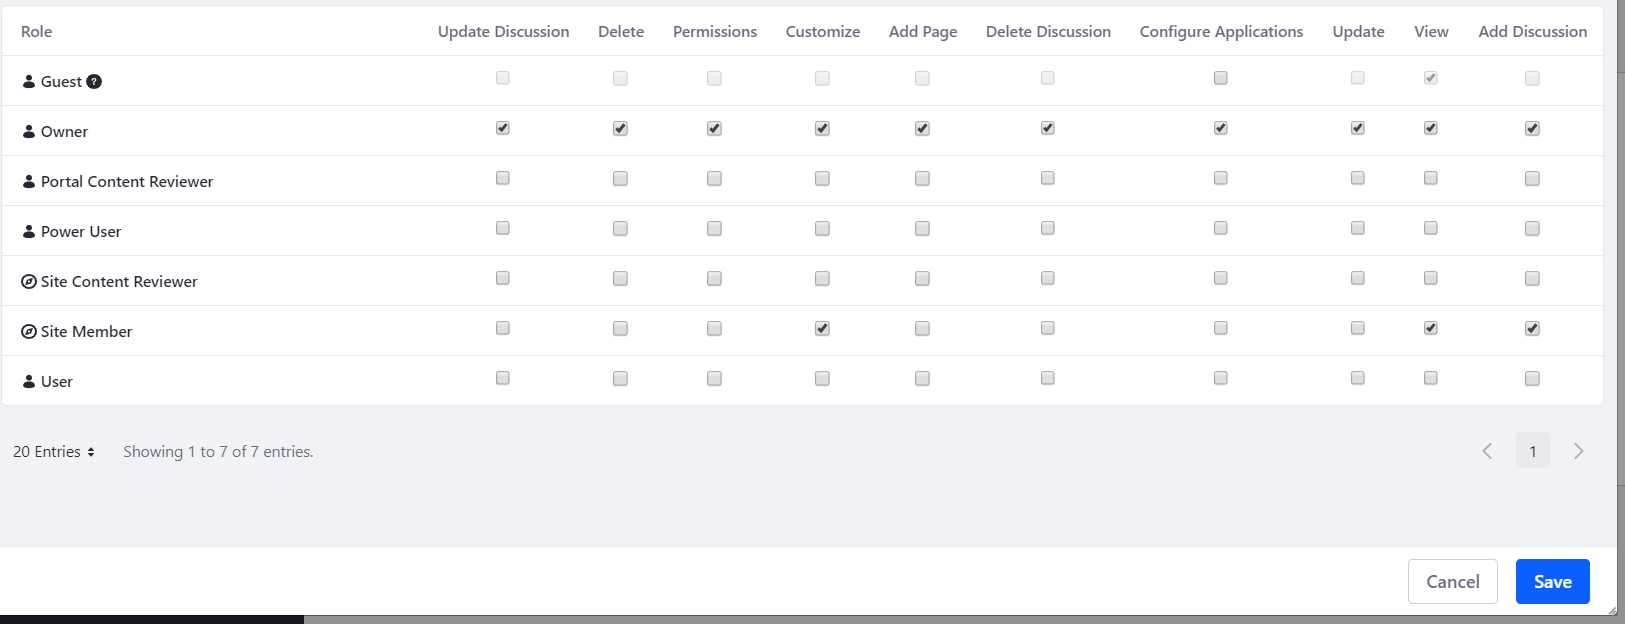 Role Update Discussion Delete Permissions Customize Add Page Delete Discussion Configure Applications Update View Add Discussion
Guest ?
Owner
Portal Content Reviewer
Power User
Site Content Reviewer
Site Member
User
20 Entries Showing 1 to 7 of 7 entries. 1
Cancel Save